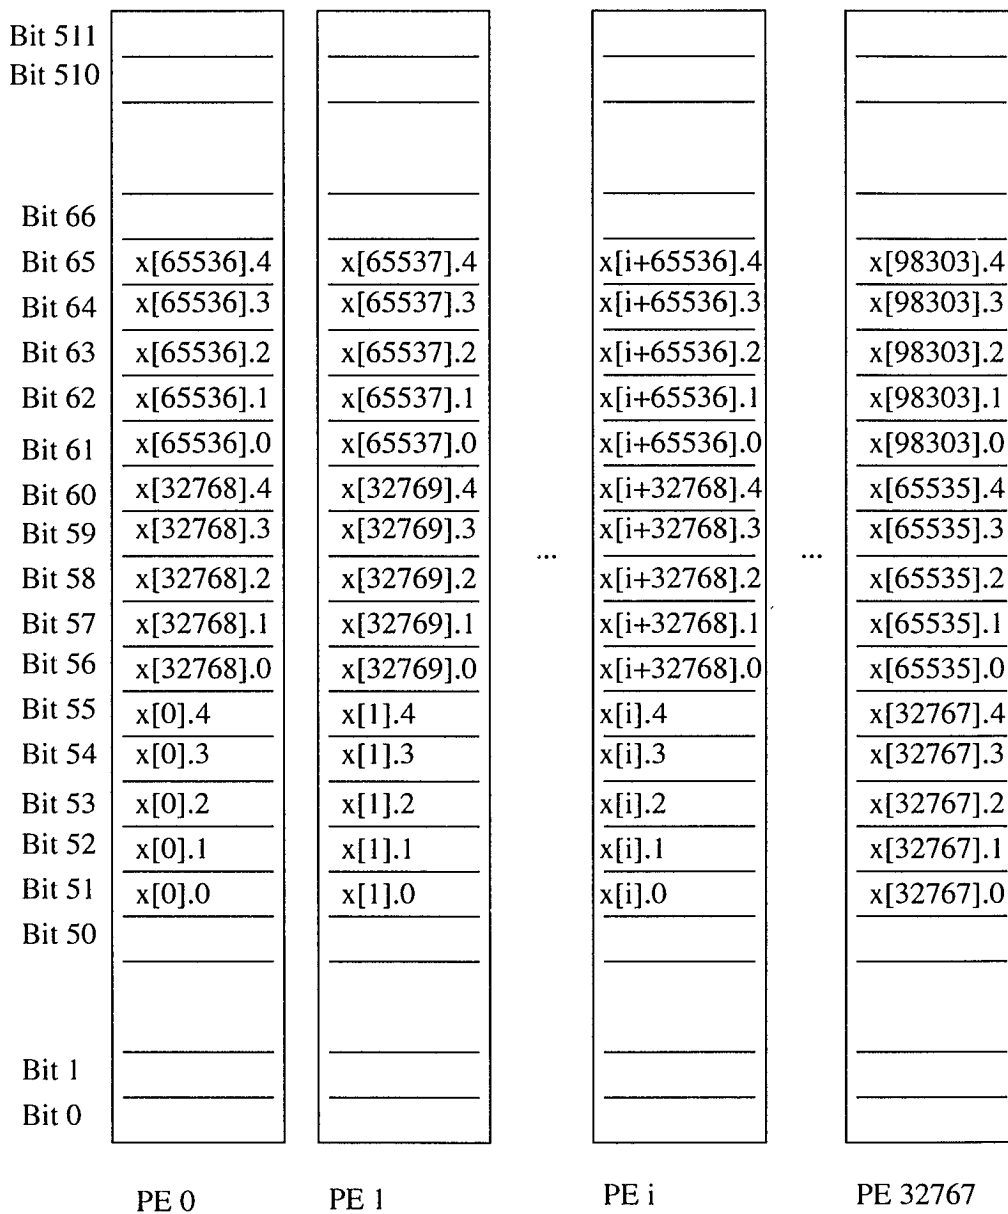 Bit 511
Bit 510
Bit 66
Bit 65 x[65536].4 x[65537].4 x[i+65536].4 x[98303].4
Bit 64 x[65536].3 x[65537].3 x[i+65536].3 x[98303].3
Bit 63 x[65536].2 x[65537].2 x[i+65536].2 x[98303].2
Bit 62 x[65536].1 x[65537].1 x[i+65536].1 x[98303].1
Bit 61 x[65536].0 x[65537].0 x[i+65536].0 x[98303].0
Bit 60 x[32768].4 x[32769].4 x[i+32768].4 x[65535].4
Bit 59 x[32768].3 x[32769].3 x[i+32768].3 x[65535].3
... ...
Bit 58 x[32768].2 x[32769].2 x[i+32768].2 x[65535].2
Bit 57 x[32768].1 x[32769].1 x[i+32768].1 x[65535].1
Bit 56 x[32768].0 x[32769].0 x[i+32768].0 x[65535].0
Bit 55 x[0].4 x[1].4 x[i].4 x[32767].4
Bit 54 x[0].3 x[1].3 x[i].3 x[32767].3
Bit 53 x[0].2 x[1].2 x[i].2 x[32767].2
Bit 52 x[0].1 x[1].1 x[i].1 x[32767].1
Bit 51 x[0].0 x[1].0 x[i].0 x[32767].0
Bit 50
Bit 1
Bit 0
PE 0 PE 1 PE i PE 32767